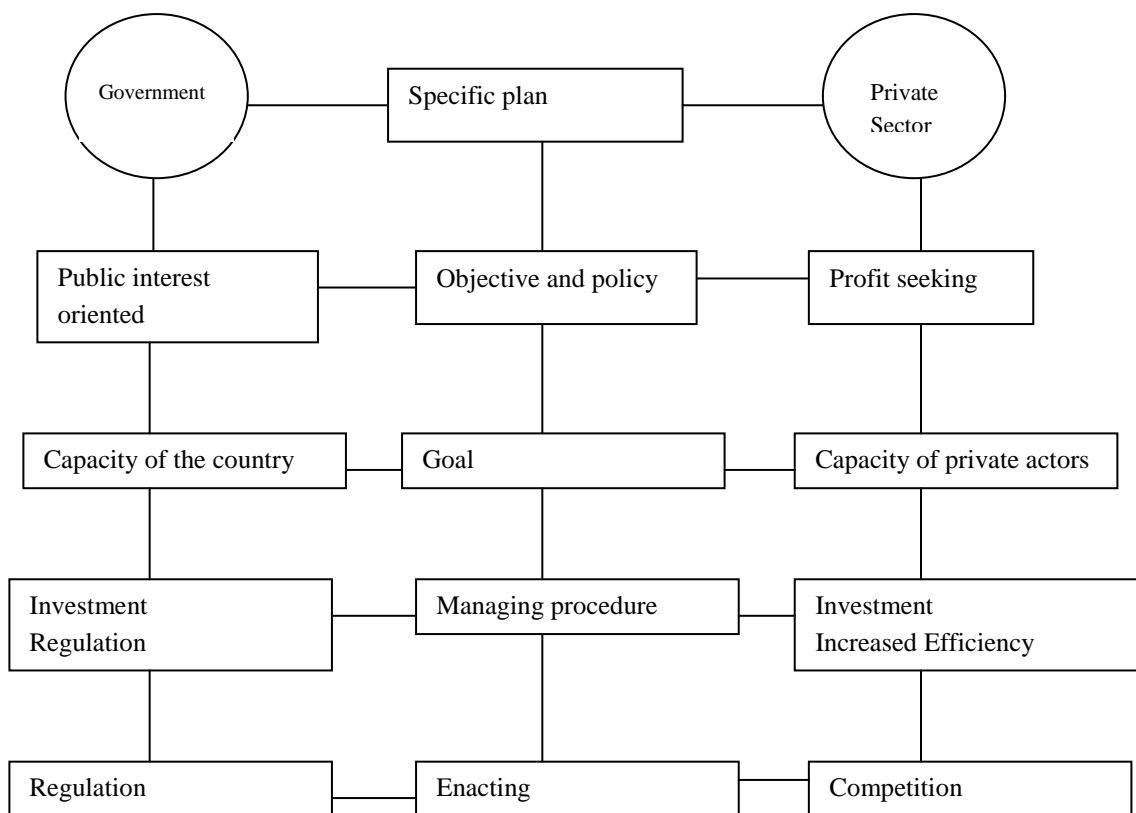 Government
Specific plan
Private
Sector
Public interest
oriented
Objective and policy
Profit seeking
Capacity of the country
Goal
Capacity of private actors
Investment
Regulation
Managing procedure
Investment
Increased Efficiency
Regulation
Enacting
Competition